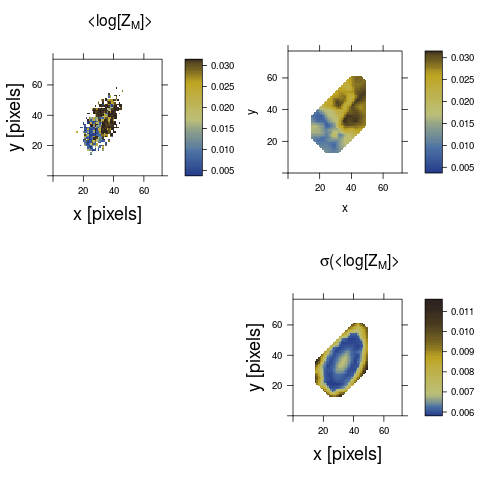 <log[Z_M]>
60
40
20
20 40 60
x [pixels]
y [pixels]
0.030
0.025
0.020
0.015
0.010
0.005
60
40
20
20 40 60
x
y
0.030
0.025
0.020
0.015
0.010
0.005
σ(<log[Z_M]>
60
40
20
20 40 60
x [pixels]
y [pixels]
0.011
0.010
0.009
0.008
0.007
0.006